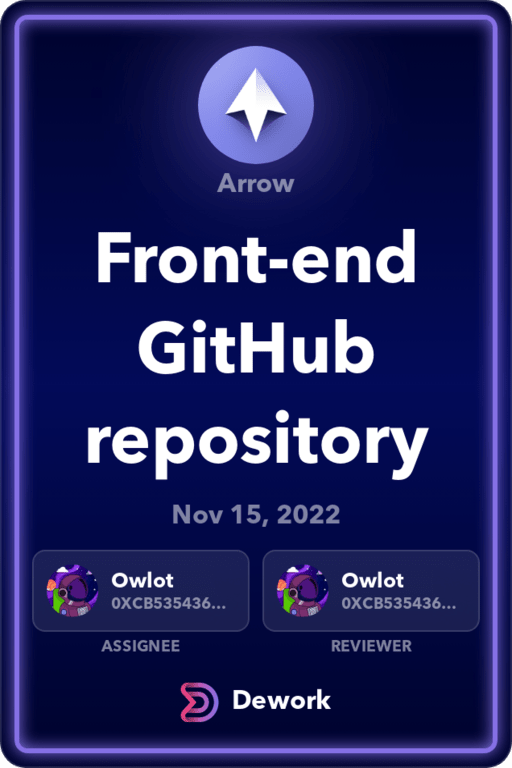 Arrow
Front-end
GitHub
repository
Nov 15, 2022
Owlot
0XCB535436...
ASSIGNEE
Owlot
0XCB535436...
REVIEWER
Dework